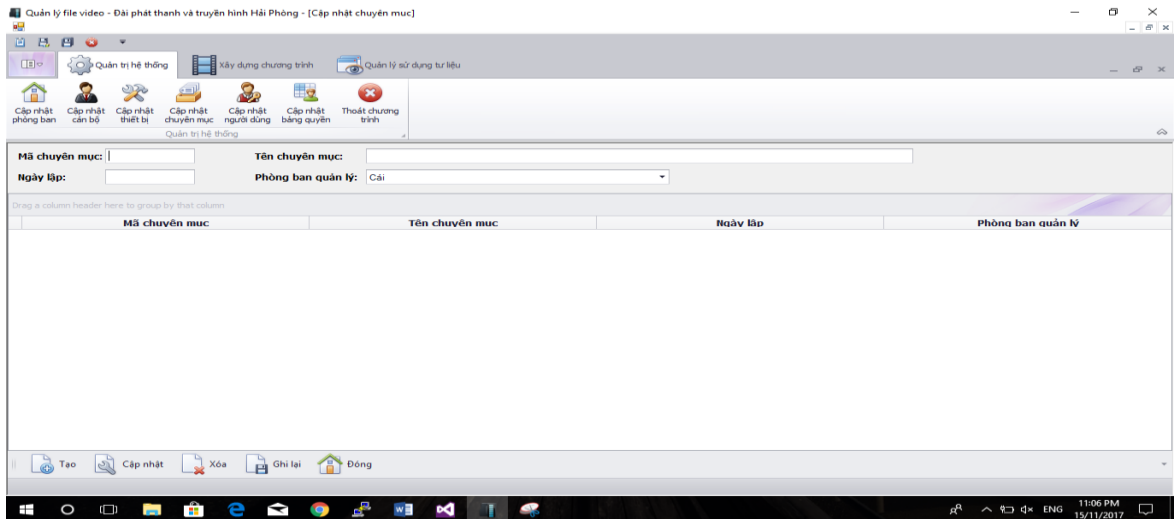 Quản lý file video - Đài phát thanh và truyền hình Hải Phòng - [Cập nhật chuyên mục]
Quản trị hệ thống Xây dựng chương trình Quản lý sử dụng tư liệu
Cập nhật phòng ban
Cập nhật cán bộ
Cập nhật thiết bị
Cập nhật chuyên mục
Cập nhật người dùng
Cập nhật bảng quyền
Thoát chương trình
Quản trị hệ thống
Mã chuyên mục: Tên chuyên mục:
Ngày lập: Phòng ban quản lý: Cái
Drag a column header here to group by that column
Mã chuyên mục Tên chuyên mục Ngày lập Phòng ban quản lý
Tạo Cập nhật Xóa Ghi lại Đóng
ENG 11:06 PM
15/11/2017